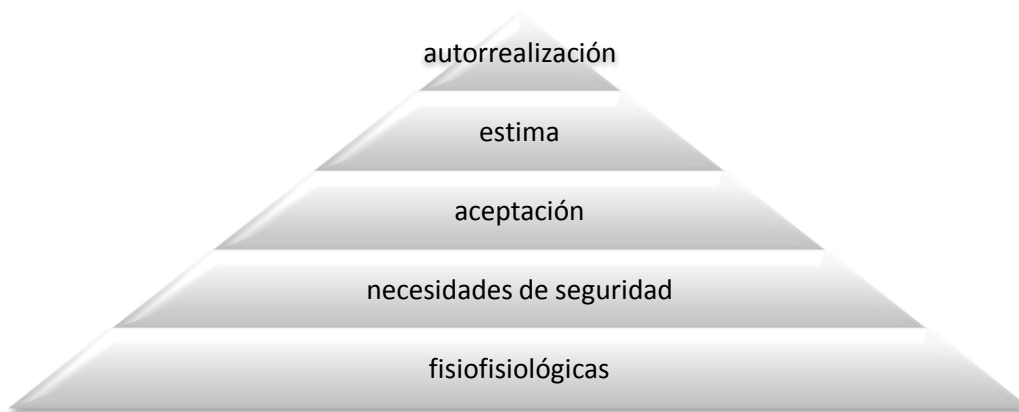 autorrealización
estima
aceptación
necesidades de seguridad
fisiofisiológicas